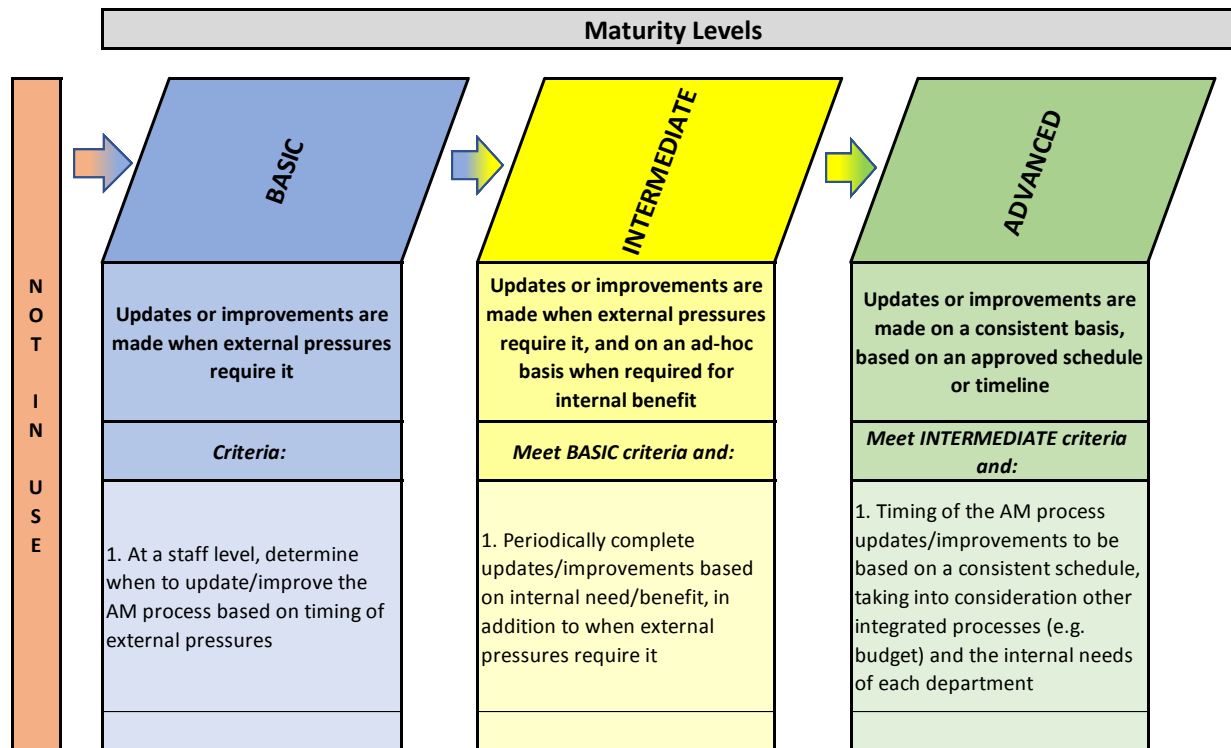 Maturity Levels
NOT IN USE
BASIC
Updates or improvements are
made when external pressures
require it
Criteria:
1. At a staff level, determine
when to update/improve the
AM process based on timing of
external pressures
INTERMEDIATE
Updates or improvements are
made when external pressures
require it, and on an ad-hoc
basis when required for
internal benefit
Meet BASIC criteria and:
1. Periodically complete
updates/improvements based
on internal need/benefit, in
addition to when external
pressures require it
ADVANCED
Updates or improvements are
made on a consistent basis,
based on an approved schedule
or timeline
Meet INTERMEDIATE criteria
and:
1. Timing of the AM process
updates/improvements to be
based on a consistent schedule,
taking into consideration other
integrated processes (e.g.
budget) and the internal needs
of each department